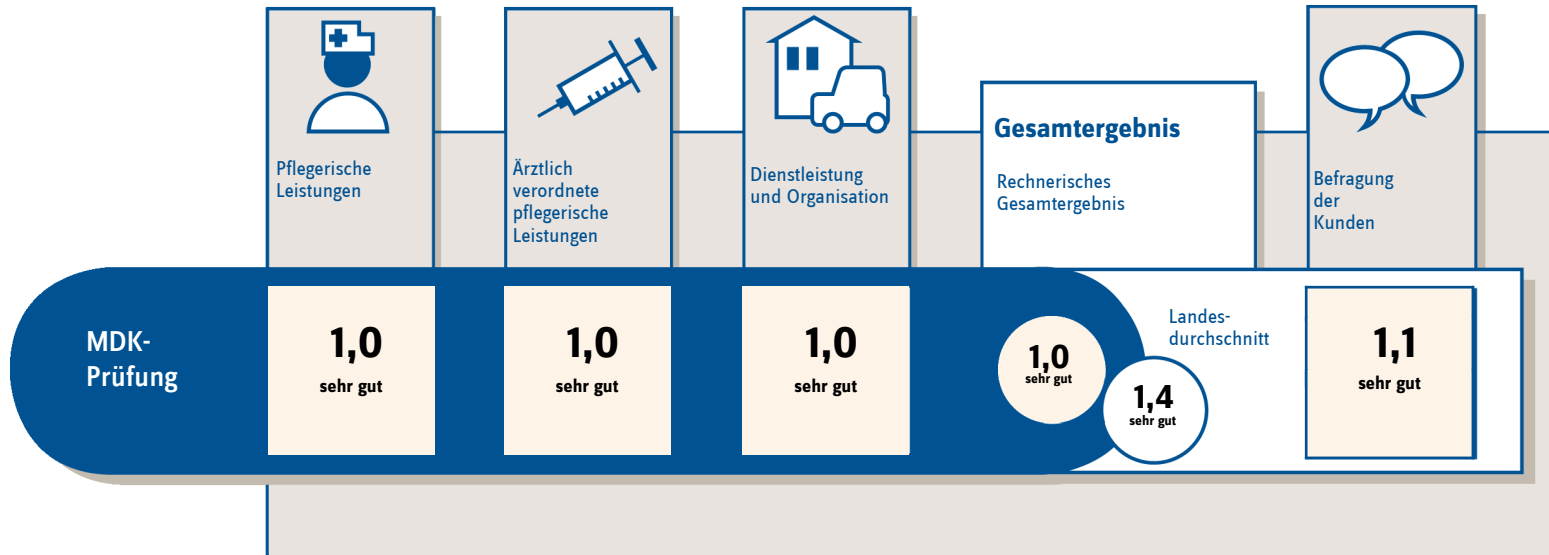 Pflegerische
Leistungen
Ärztlich
verordnete
pflegerische
Leistungen
Dienstleistung
und Organisation
Gesamtergebnis
Rechnerisches
Gesamtergebnis
Befragung
der
Kunden
MDK-
Prüfung
1,0
sehr gut
1,0
sehr gut
1,0
sehr gut
1,0
sehr gut
Landes-
durchschnitt
1,4
sehr gut
1,1
sehr gut